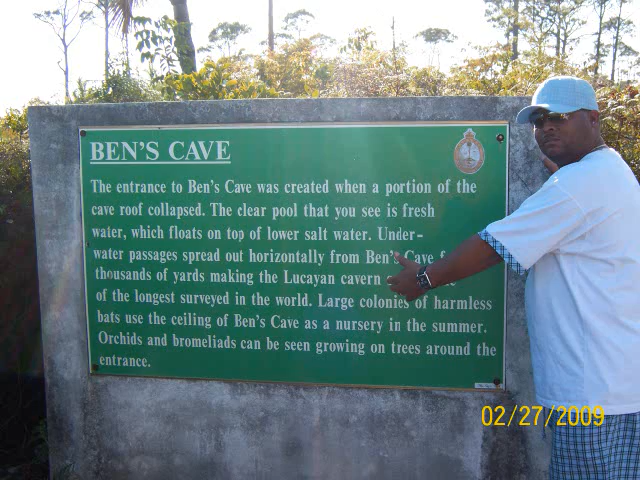 BEN'S CAVE
The entrance to Ben's Cave was created when a portion of the
cave roof collapsed. The clear pool that you see is fresh
water, which floats on top of lower salt water. Under-
water passages spread out horizontally from Ben's Cave
thousands of yards making the Lucayan cavern
of the longest surveyed in the world. Large colonies of harmless
bats use the ceiling of Ben's Cave as a nursery in the summer.
Orchids and bromeliads can be seen growing on trees around the
entrance.
02/27/2009